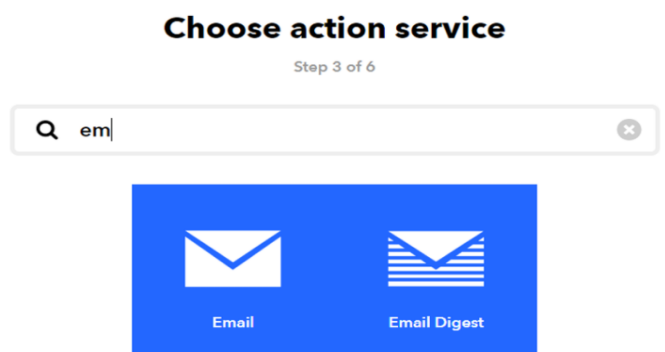 Choose action service
Step 3 of 6
em
Email Email Digest